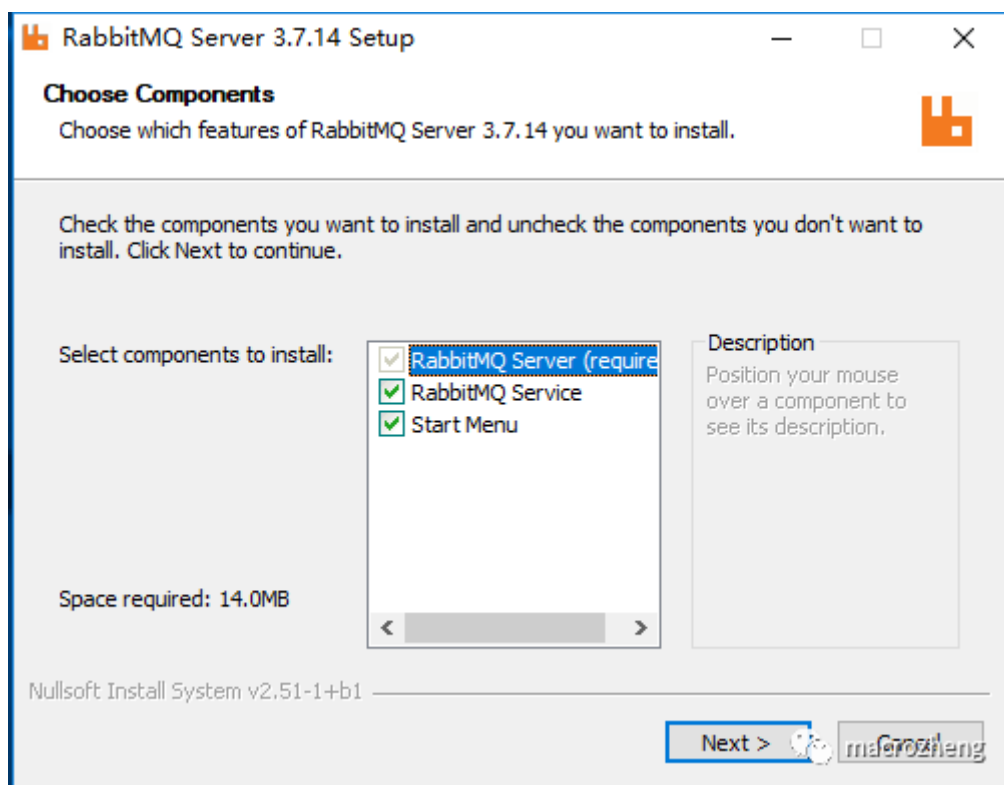 RabbitMQ Server 3.7.14 Setup
Choose Components
Choose which features of RabbitMQ Server 3.7.14 you want to install.
Check the components you want to install and uncheck the components you don't want to
install. Click Next to continue.
Select components to install:
RabbitMQ Server (require
RabbitMQ Service
Start Menu
Description
Position your mouse
over a component to
see its description.
Space required: 14.0MB
Nullsoft Install System v2.51-1+b1
Next >
Cancel
macrozheng